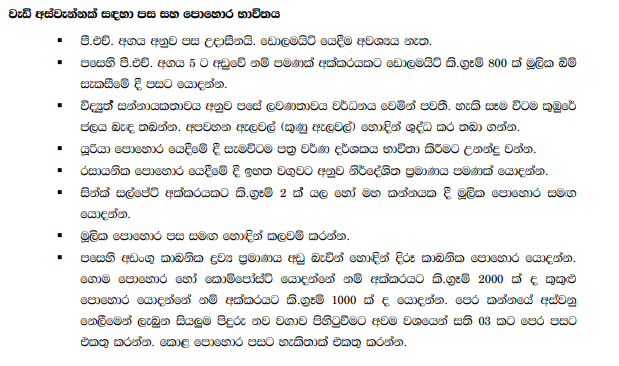 වැඩි අස්වැන්නක් සඳහා පස සහ පොහොර භාවිතය
▪ පී.එච්. අගය අනුව පස උදාසීනයි. ඩොලමයිට් යෙදීම අවශ්‍යය නැත.
▪ පසෙහි පී.එච්. අගය 5 ට අඩුවේ නම් පමණක් අක්කරයකට ඩොලමයිට් කි.ග්‍රෑම් 800 ක් මූලික බිම්
සැකසීමේ දී පසට යොදන්න.
▪ විද්‍යුත් සන්නායකතාවය අනුව පසේ ලවණතාවය වර්ධනය වෙමින් පවතී. හැකි සෑම විටම කුඹුරේ
ජලය බැඳ තබන්න. අපවහන ඇලවල් (කුණු ඇලවල්) හොඳින් ශුද්ධ කර තබා ගන්න.
▪ යූරියා පොහොර යෙදීමේ දී සැමවිටම පත්‍ර වර්ණ දර්ශකය භාවිතා කිරීමට උනන්දු වන්න.
▪ රසායනික පොහොර යෙදීමේ දී ඉහත වගුවට අනුව නිර්දේශිත ප්‍රමාණය පමණක් යොදන්න.
▪ සින්ක් සල්පේට් අක්කරයකට කි.ග්‍රෑම් 2 ක් යල හෝ මහ කන්නයක දී මූලික පොහොර සමඟ
යොදන්න.
▪ මූලික පොහොර පස සමඟ හොඳින් කලවම් කරන්න.
▪ පසෙහි අඩංගු කාබනික ද්‍රව්‍ය ප්‍රමාණය අඩු බැවින් හොඳින් දිරූ කාබනික පොහොර යොදන්න.
ගොම පොහොර හෝ කොම්පෝස්ට් යොදන්නේ නම් අක්කරයට කි.ග්‍රෑම් 2000 ක් ද කුකුළු
පොහොර යොදන්නේ නම් අක්කරයට කි.ග්‍රෑම් 1000 ක් ද යොදන්න. පෙර කන්නයේ අස්වනු
නෙලීමෙන් ලැබුන සියලුම පිදුරු නව වගාව පිහිටුවීමට අවම වශයෙන් සති 03 කට පෙර පසට
එකතු කරන්න. කොළ පොහොර පසට හැකිතාක් එකතු කරන්න.